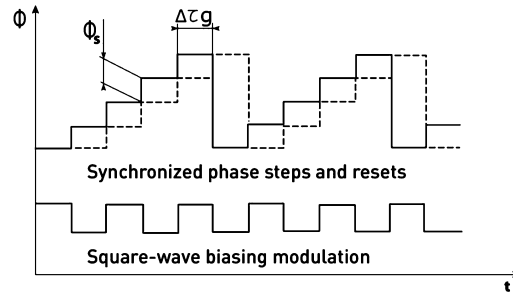 Φ
Δτg
Φs
Synchronized phase steps and resets
Square-wave biasing modulation
t